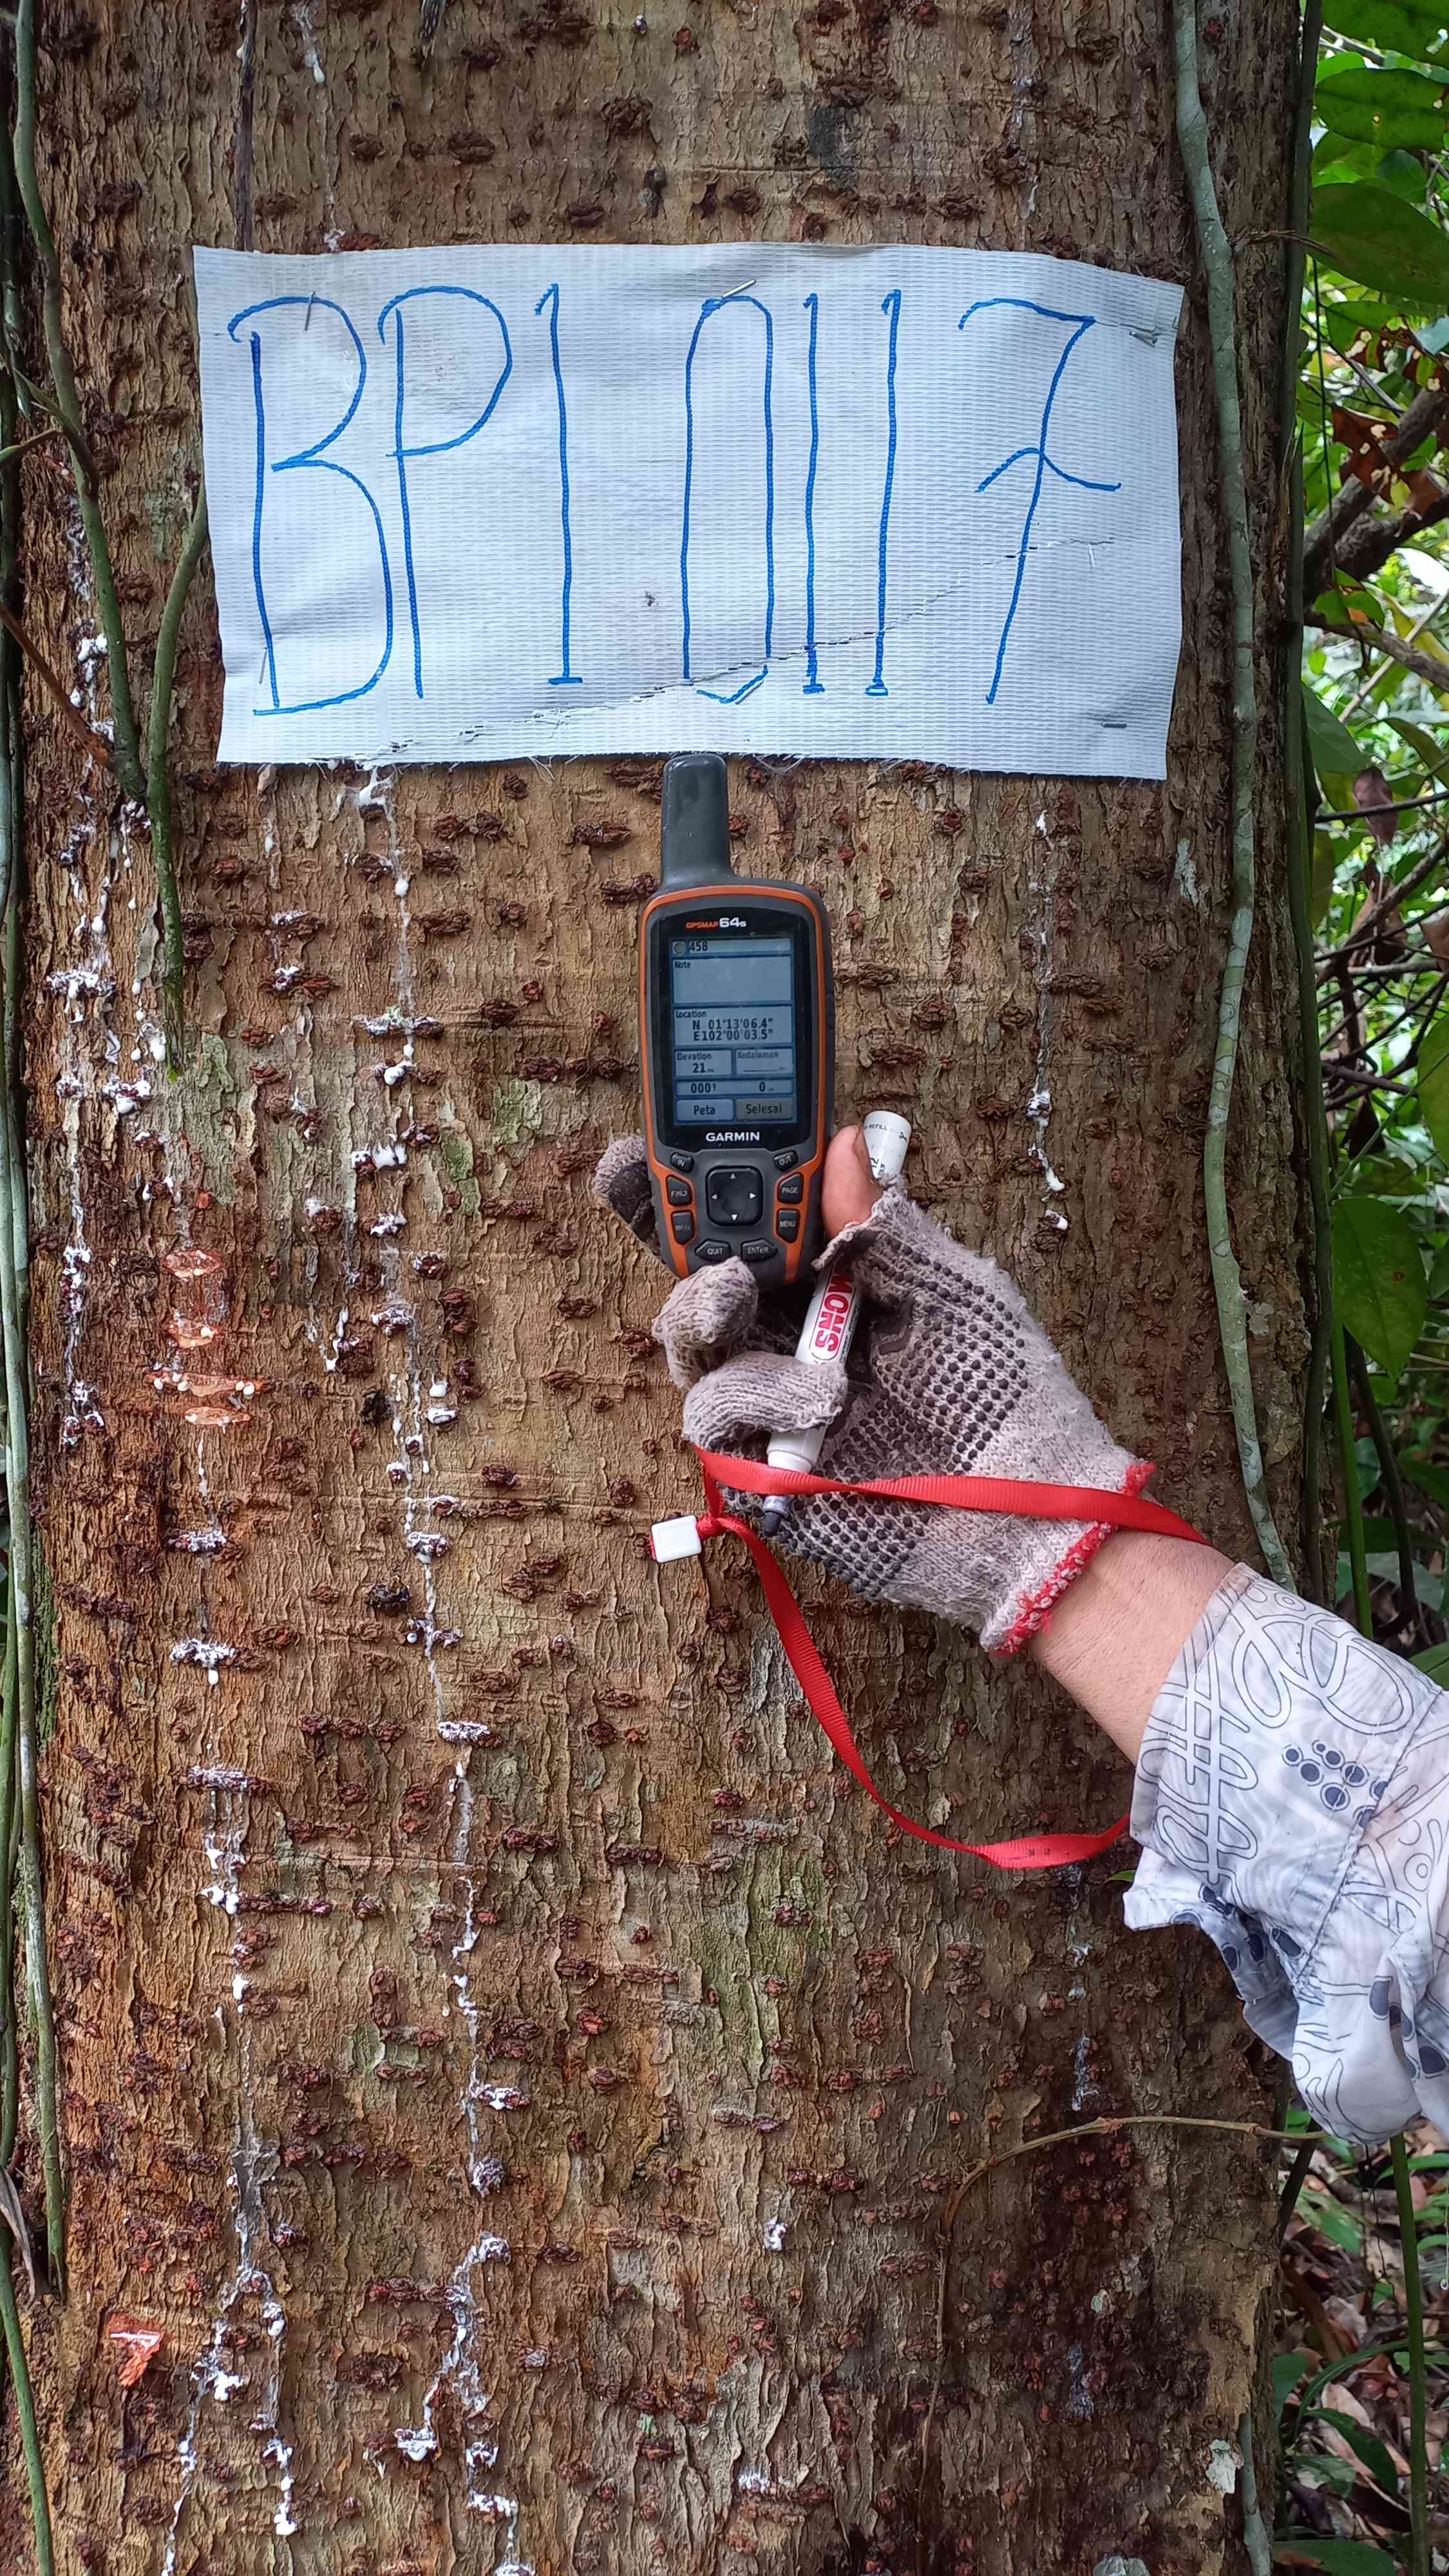 BP1 0117
GPSMAP 64s
458
Note
Location
N 01°13'06.4"
E102°00'03.5"
Elevation Kedalaman
21
0001 0
Peta Selesai
GARMIN
IN OUT
FIND PAGE
MARK MENU
QUIT ENTER
MONS